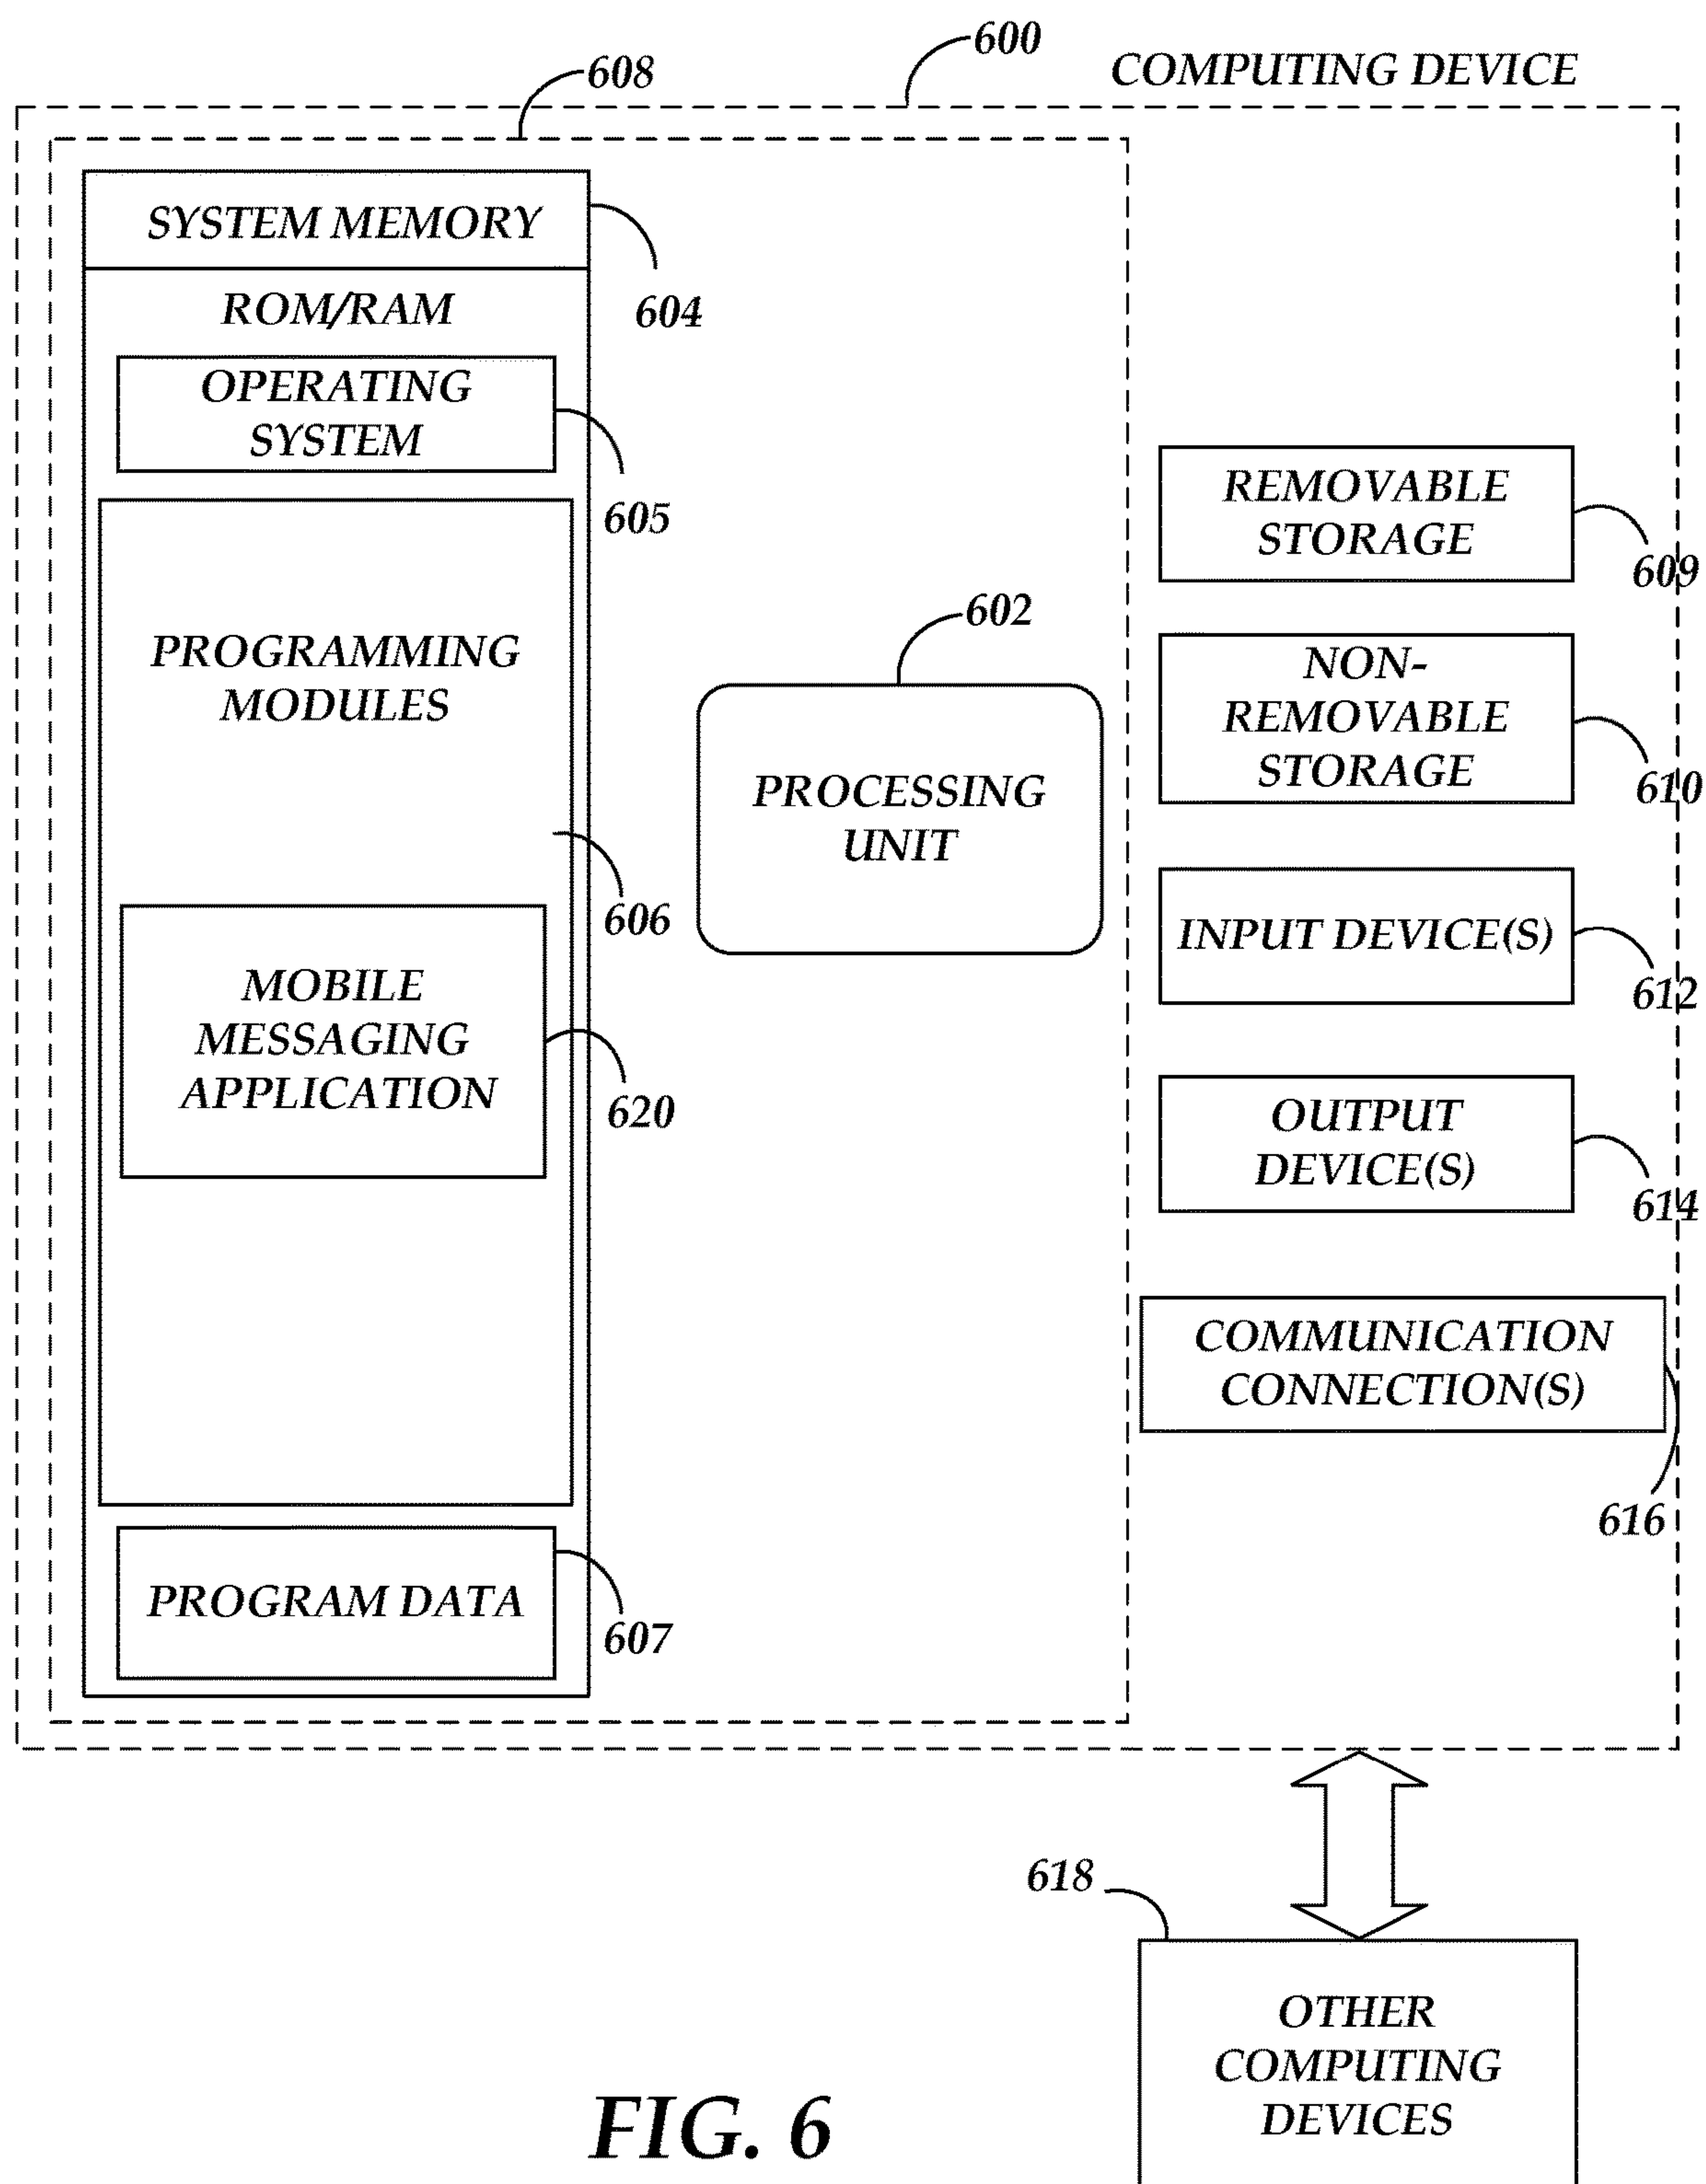 600
COMPUTING DEVICE
608
SYSTEM MEMORY
604
ROM/RAM
OPERATING
SYSTEM
605
PROGRAMMING
MODULES
606
MOBILE
MESSAGING
APPLICATION
620
PROGRAM DATA
607
602
PROCESSING
UNIT
REMOVABLE
STORAGE
609
NON-
REMOVABLE
STORAGE
610
INPUT DEVICE(S)
612
OUTPUT
DEVICE(S)
614
COMMUNICATION
CONNECTION(S)
616
618
OTHER
COMPUTING
DEVICES
FIG. 6